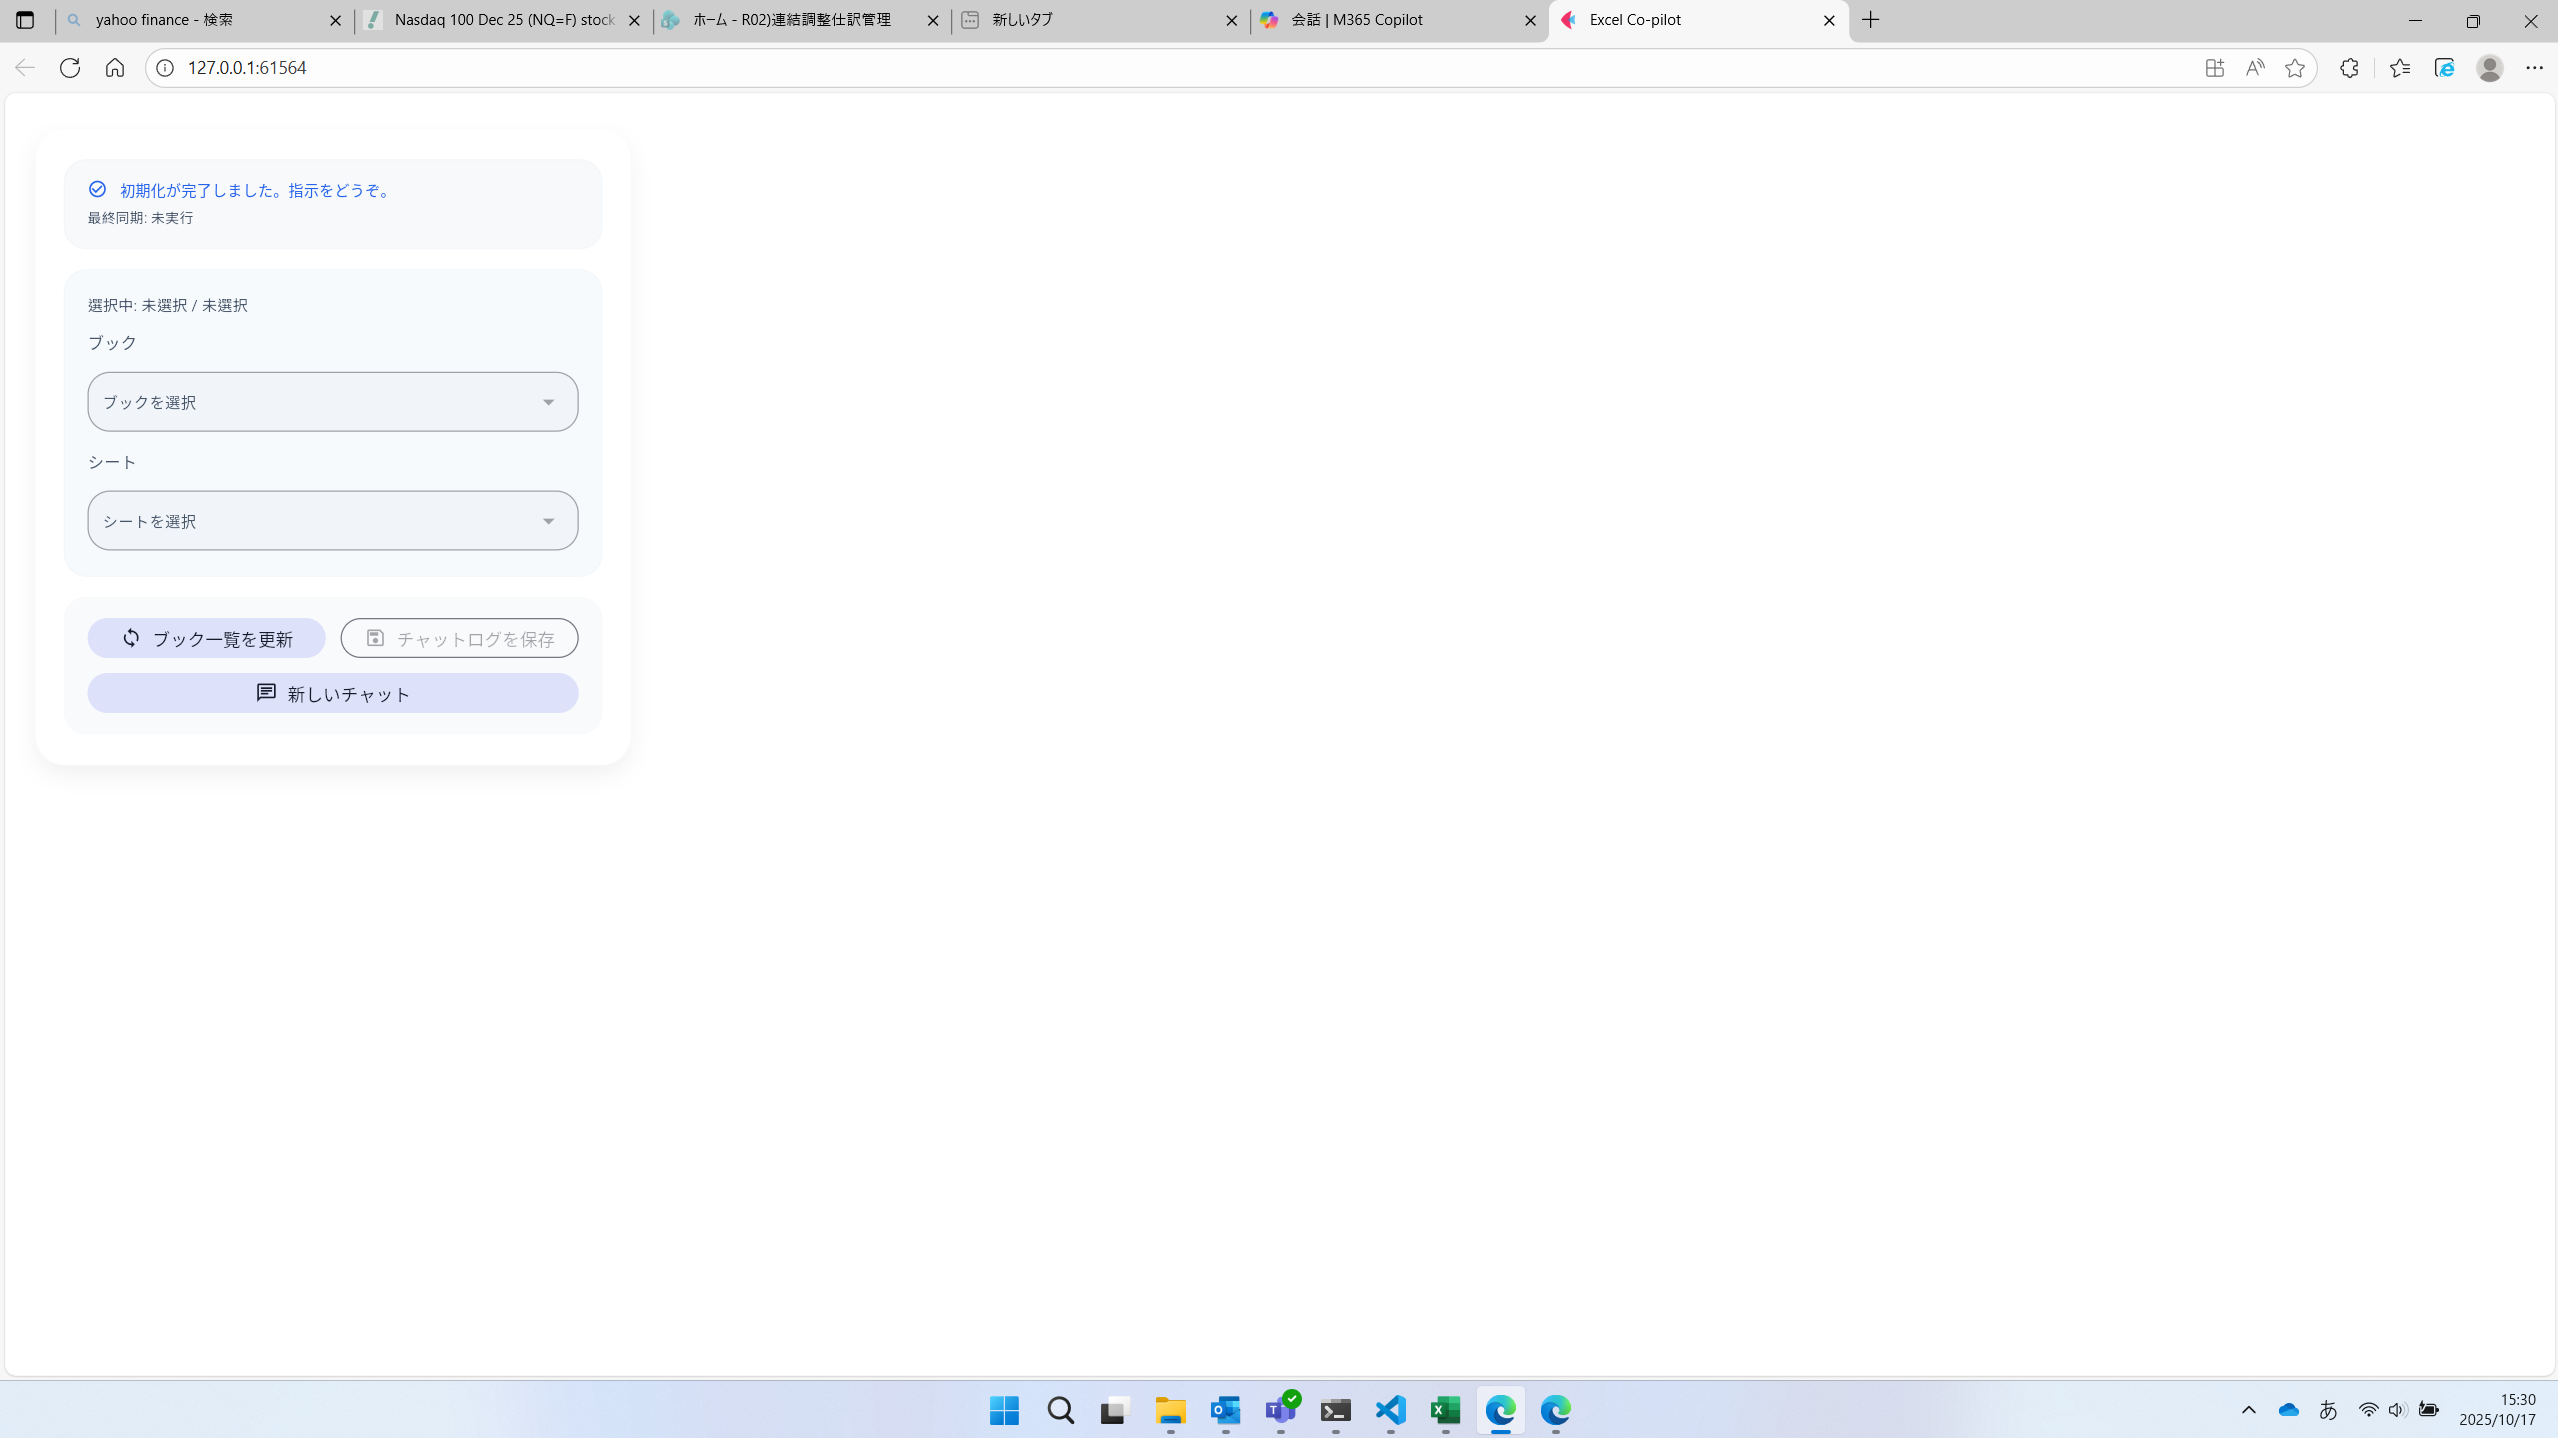 yahoo finance - 検索
Nasdaq 100 Dec 25 (NQ=F) stock
ホーム - R02)連結調整仕訳管理
新しいタブ
会話 | M365 Copilot
Excel Co-pilot
127.0.0.1:61564
初期化が完了しました。指示をどうぞ。
最終同期: 未実行
選択中: 未選択 / 未選択
ブック
ブックを選択
シート
シートを選択
ブック一覧を更新
チャットログを保存
新しいチャット
あ
15:30
2025/10/17